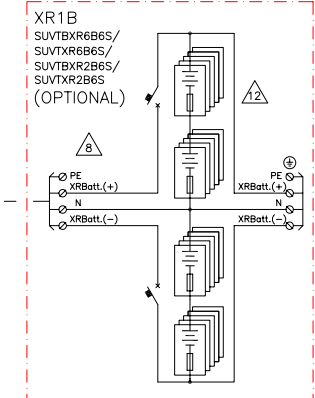 XR1B
SUVTBXR6B6S/
SUVTXR6B6S/
SUVTBXR2B6S/
SUVTXR2B6S
(OPTIONAL)
12
8
PE PE
XRBatt.(+) XRBatt.(+)
N N
XRBatt.(-) XRBatt.(-)